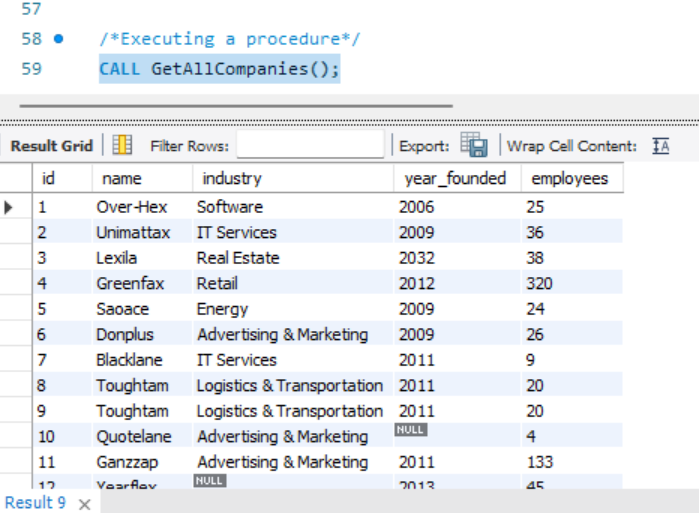 57
58 /*Executing a procedure*/
59 CALL GetAllCompanies();
Result Grid Filter Rows: Export: Wrap Cell Content: IA
id name industry year_founded employees
1 Over-Hex Software 2006 25
2 Unimattax IT Services 2009 36
3 Lexila Real Estate 2032 38
4 Greenfax Retail 2012 320
5 Saoace Energy 2009 24
6 Donplus Advertising & Marketing 2009 26
7 Blacklane IT Services 2011 9
8 Toughtam Logistics & Transportation 2011 20
9 Toughtam Logistics & Transportation 2011 20
10 Quotelane Advertising & Marketing NULL 4
11 Ganzzap Advertising & Marketing 2011 133
12 Yearflex NULL 2013 45
Result 9 ×